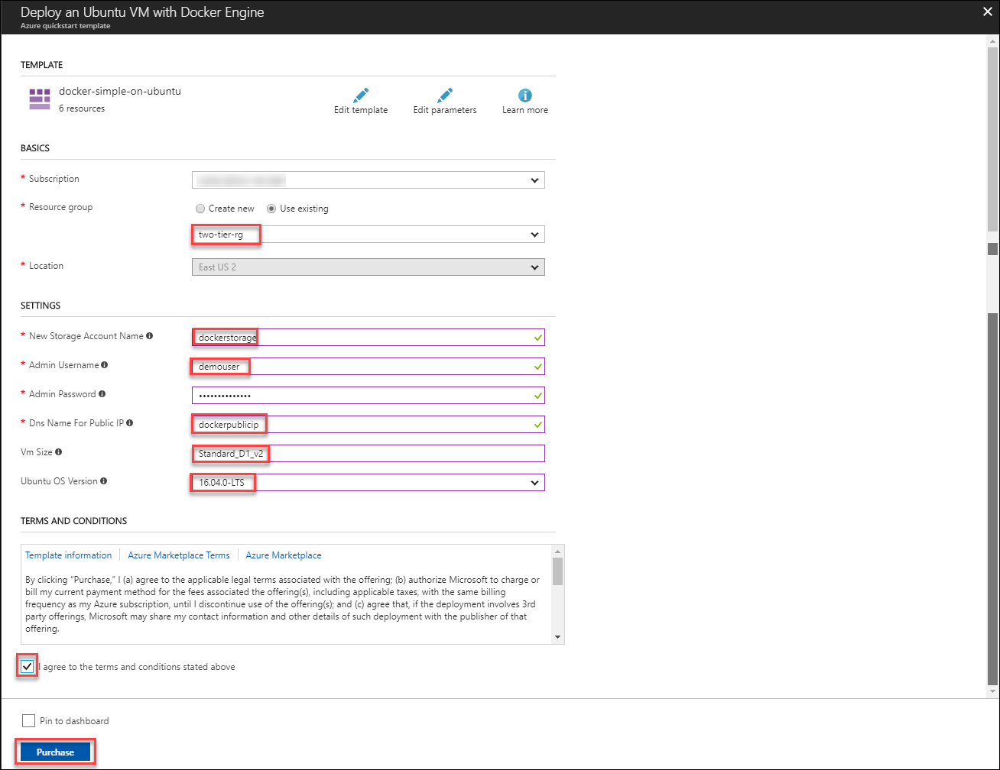 Deploy an Ubuntu VM with Docker Engine
Azure quickstart template
TEMPLATE
docker-simple-on-ubuntu
6 resources
Edit template
Edit parameters
Learn more
BASICS
* Subscription
* Resource group
Create new
Use existing
two-tier-rg
* Location
East US 2
SETTINGS
* New Storage Account Name
dockerstorage
* Admin Username
demouser
* Admin Password
••••••••••••••
* Dns Name For Public IP
dockerpublicip
Vm Size
Standard_D1_v2
Ubuntu OS Version
16.04.0-LTS
TERMS AND CONDITIONS
Template information
Azure Marketplace Terms
Azure Marketplace
By clicking “Purchase,” I (a) agree to the applicable legal terms associated with the offering; (b) authorize Microsoft to charge or
bill my current payment method for the fees associated the offering(s), including applicable taxes, with the same billing
frequency as my Azure subscription, until I discontinue use of the offering(s); and (c) agree that, if the deployment involves 3rd
party offerings, Microsoft may share my contact information and other details of such deployment with the publisher of that
offering.
I agree to the terms and conditions stated above
Pin to dashboard
Purchase